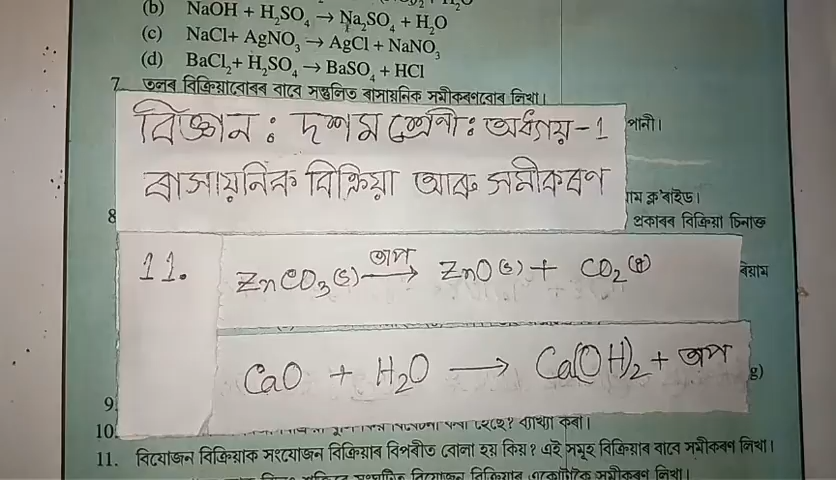 (b) NaOH + H₂SO₄ → Na₂SO₄ + H₂O
(c) NaCl+ AgNO₃ → AgCl + NaNO₃
(d) BaCl₂+ H₂SO₄ → BaSO₄ + HCl
7. তলৰ বিক্ৰিয়াবোৰৰ বাবে সন্তুলিত ৰাসায়নিক সমীকৰণবোৰ লিখা।
বিজ্ঞান : দশম শ্ৰেণী : অধ্যায় - 1
পানী।
ৰাসায়নিক বিক্ৰিয়া আৰু সমীকৰণ
ক্ল'ৰাইড।
8
প্ৰকাৰৰ বিক্ৰিয়া চিনাক্ত
11. ZnCO₃(s) —তাপ→ ZnO(s) + CO₂(g)
CaO + H₂O → Ca(OH)₂ + তাপ
g)
9.
10. ব্যাখ্যা কৰা।
11. বিয়োজন বিক্ৰিয়াক সংযোজন বিক্ৰিয়াৰ বিপৰীত বোলা হয় কিয়? এই সমূহ বিক্ৰিয়াৰ বাবে সমীকৰণ লিখা।